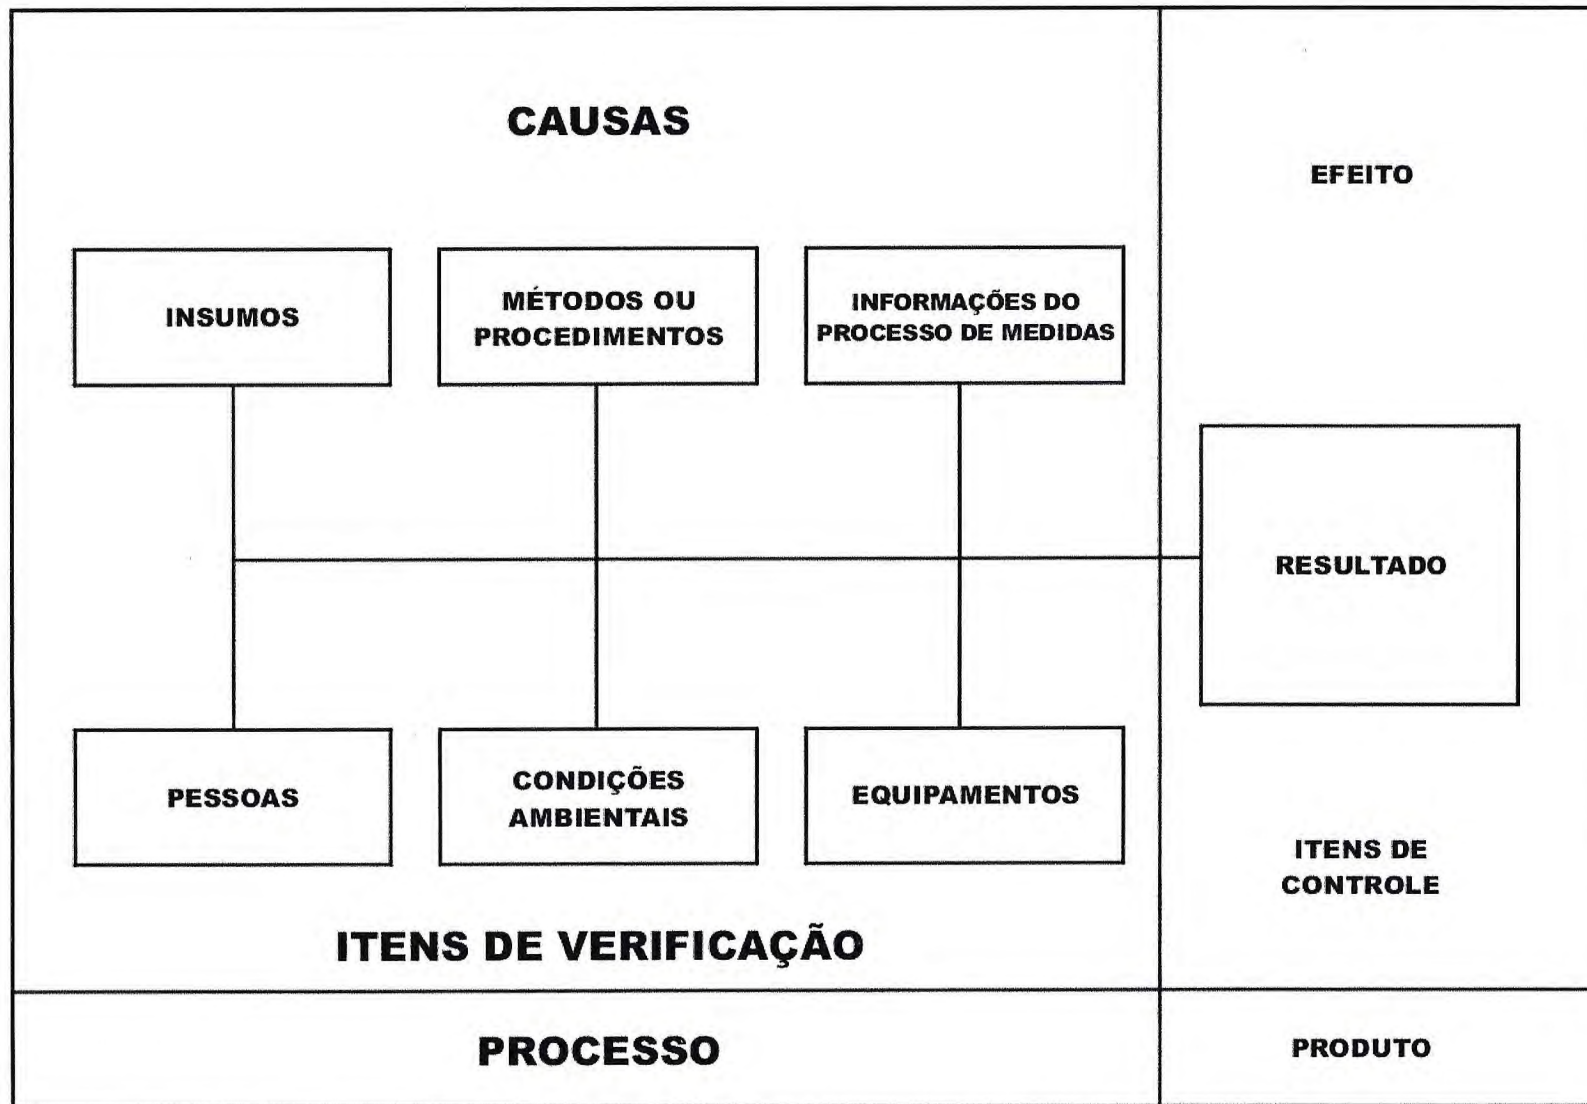 CAUSAS
EFEITO
INSUMOS
MÉTODOS OU
PROCEDIMENTOS
INFORMAÇÕES DO
PROCESSO DE MEDIDAS
RESULTADO
PESSOAS
CONDIÇÕES
AMBIENTAIS
EQUIPAMENTOS
ITENS DE
CONTROLE
ITENS DE VERIFICAÇÃO
PROCESSO
PRODUTO